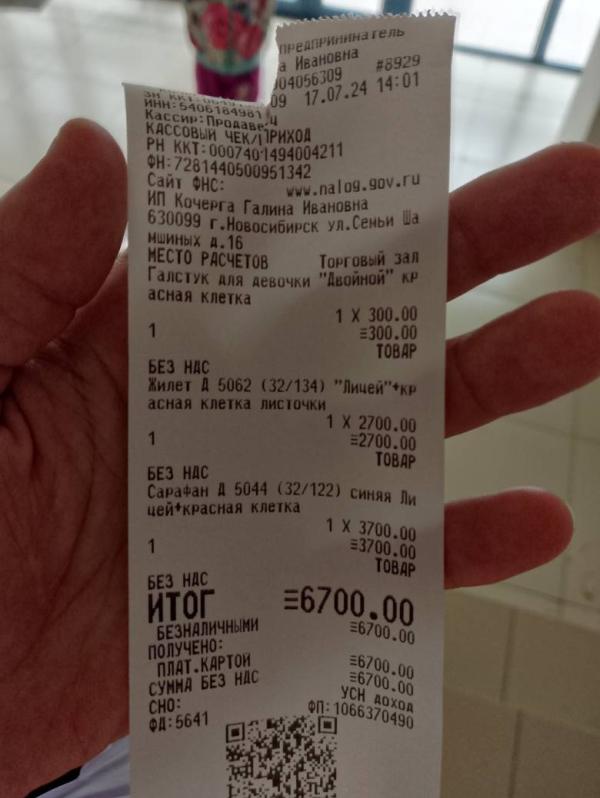 ПРЕДПРИНИМАТЕЛЬ
а Ивановна
004056309 #8929
09 17.07.24 14:01
ИНН:5406184981
Кассир:Продавец
КАССОВЫЙ ЧЕК/ПРИХОД
РН ККТ:0007401494004211
ФН:7281440500951342
Сайт ФНС: www.nalog.gov.ru
ИП Кочерга Галина Ивановна
630099 г.Новосибирск ул.Сеньи Ша
мшиных д.16
МЕСТО РАСЧЕТОВ Торговый зал
Галстук для девочки "Двойной" кр
асная клетка
1 X 300.00
1 ≡300.00
ТОВАР
БЕЗ НДС
Жилет Д 5062 (32/134) "Лицей"+кр
асная клетка листочки
1 X 2700.00
1 ≡2700.00
ТОВАР
БЕЗ НДС
Сарафан Д 5044 (32/122) синяя Ли
цей+красная клетка
1 X 3700.00
1 ≡3700.00
ТОВАР
БЕЗ НДС
ИТОГ ≡6700.00
БЕЗНАЛИЧНЫМИ ≡6700.00
ПОЛУЧЕНО:
ПЛАТ.КАРТОЙ ≡6700.00
СУММА БЕЗ НДС ≡6700.00
СНО: УСН доход
ФД:5641 ФП:1066370490